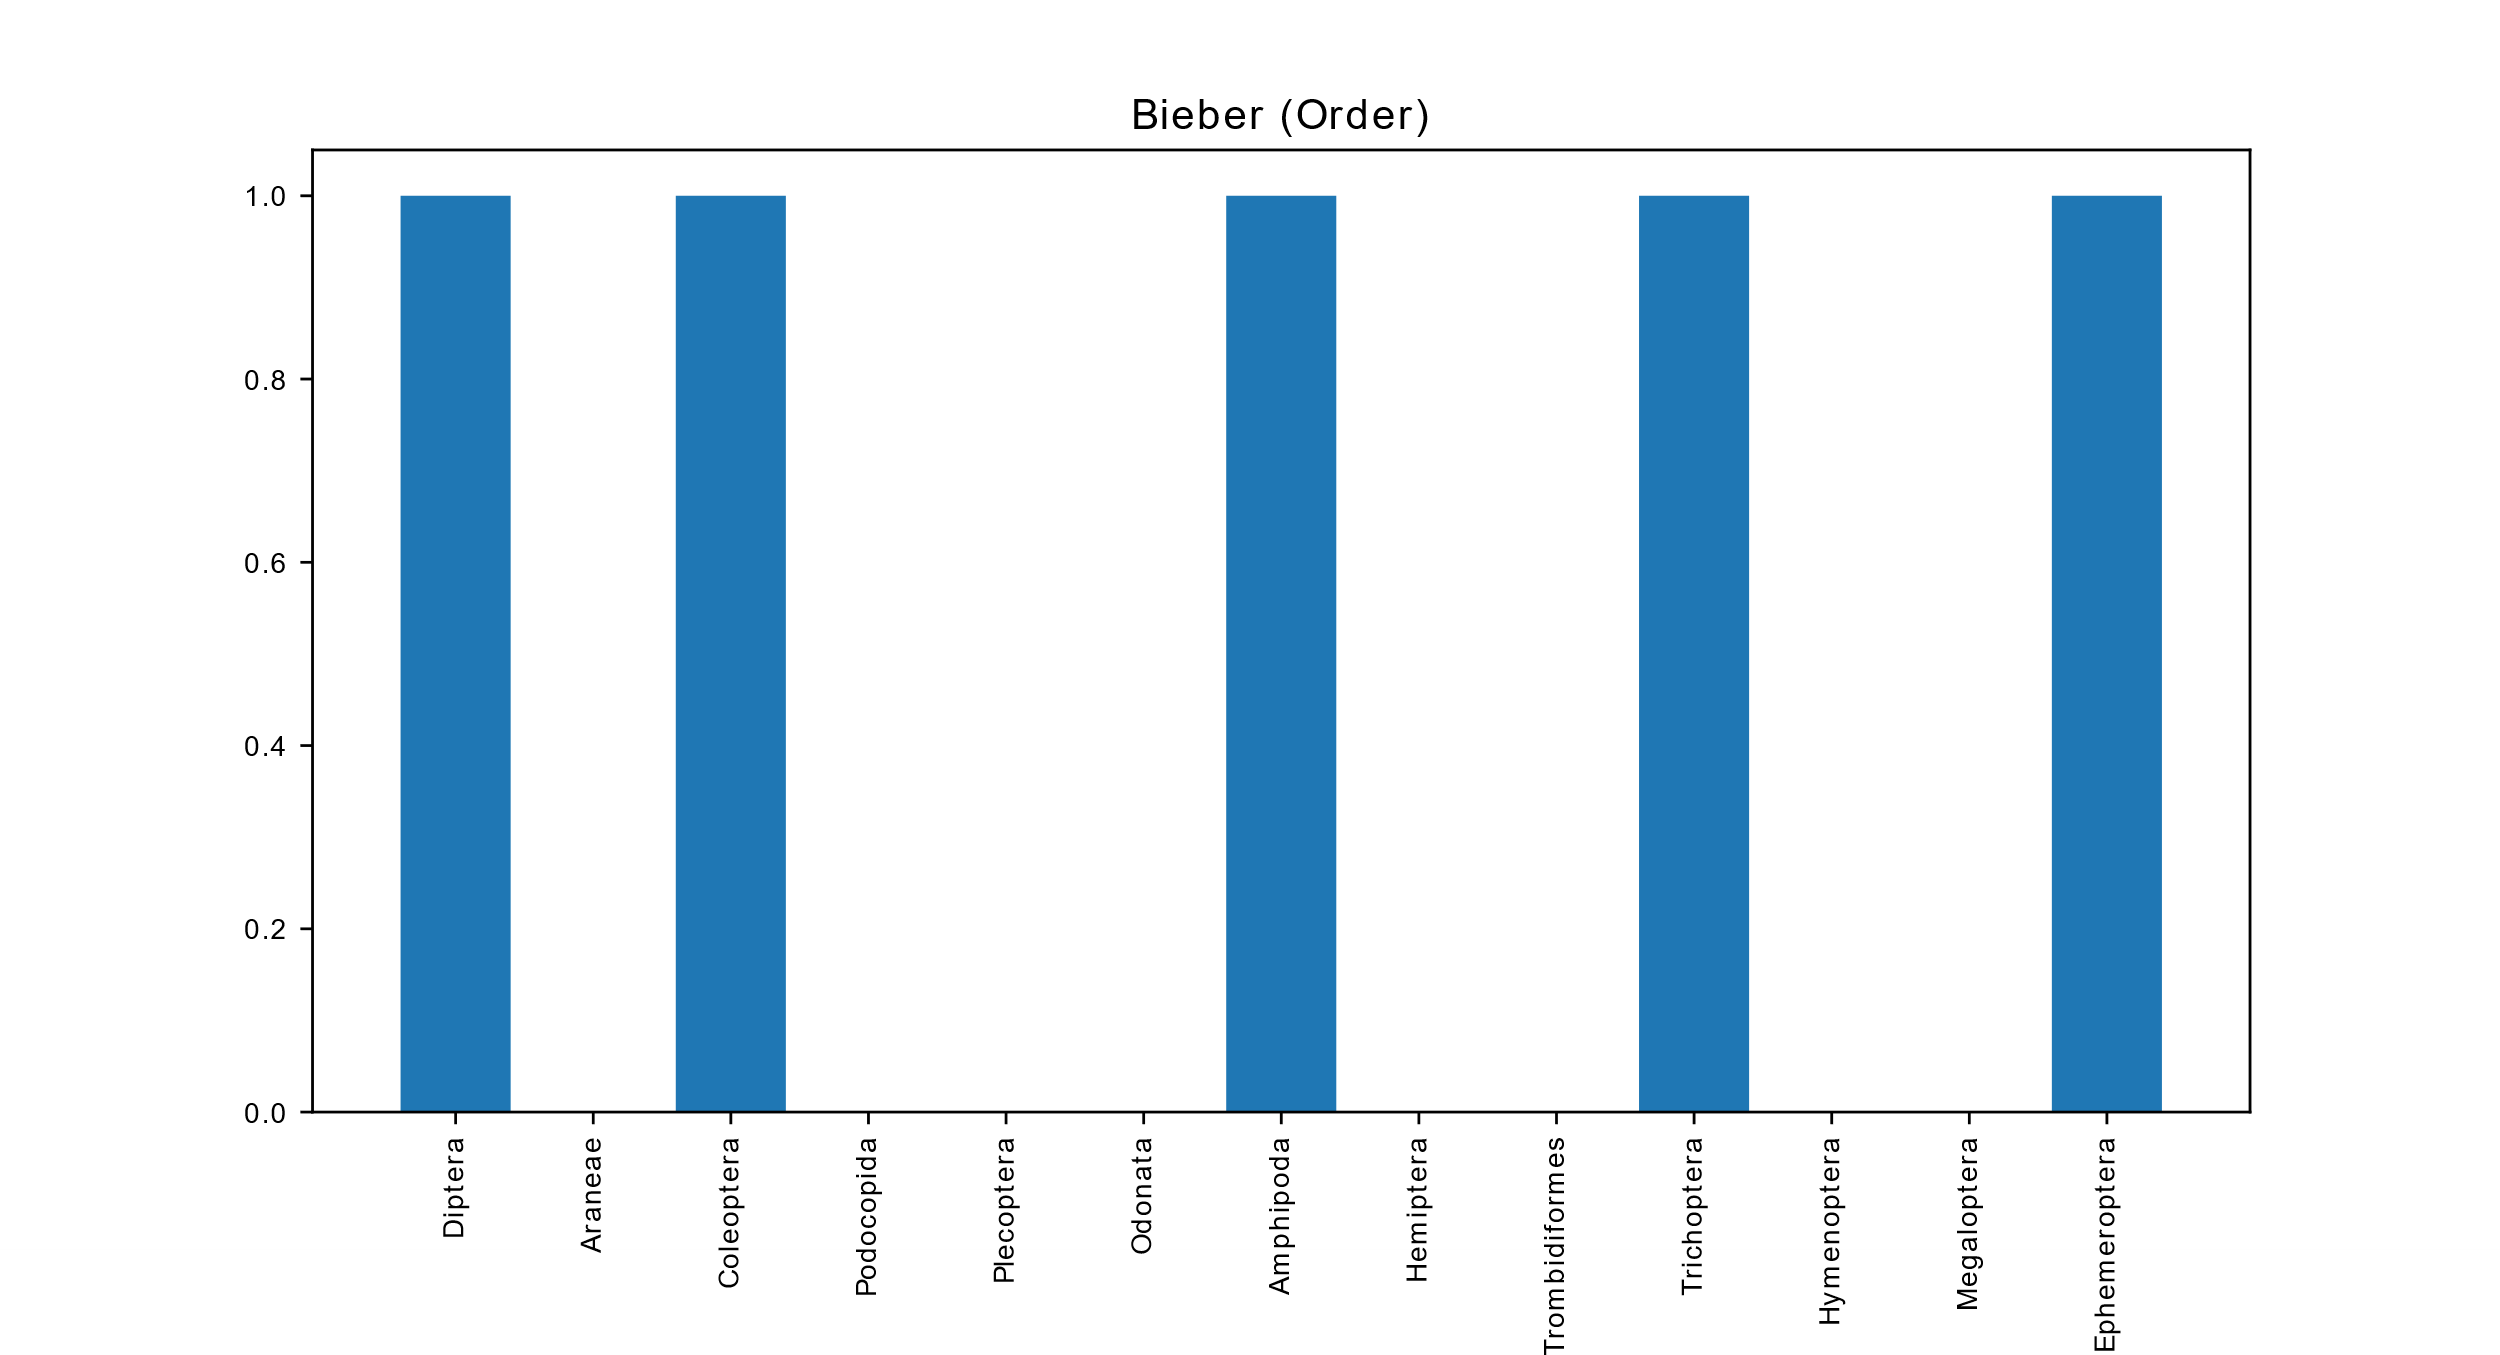 Bieber (Order)
1.0
0.8
0.6
0.4
0.2
0.0
Diptera
Araneae
Coleoptera
Podocopida
Plecoptera
Odonata
Amphipoda
Hemiptera
Trombidiformes
Trichoptera
Hymenoptera
Megaloptera
Ephemeroptera